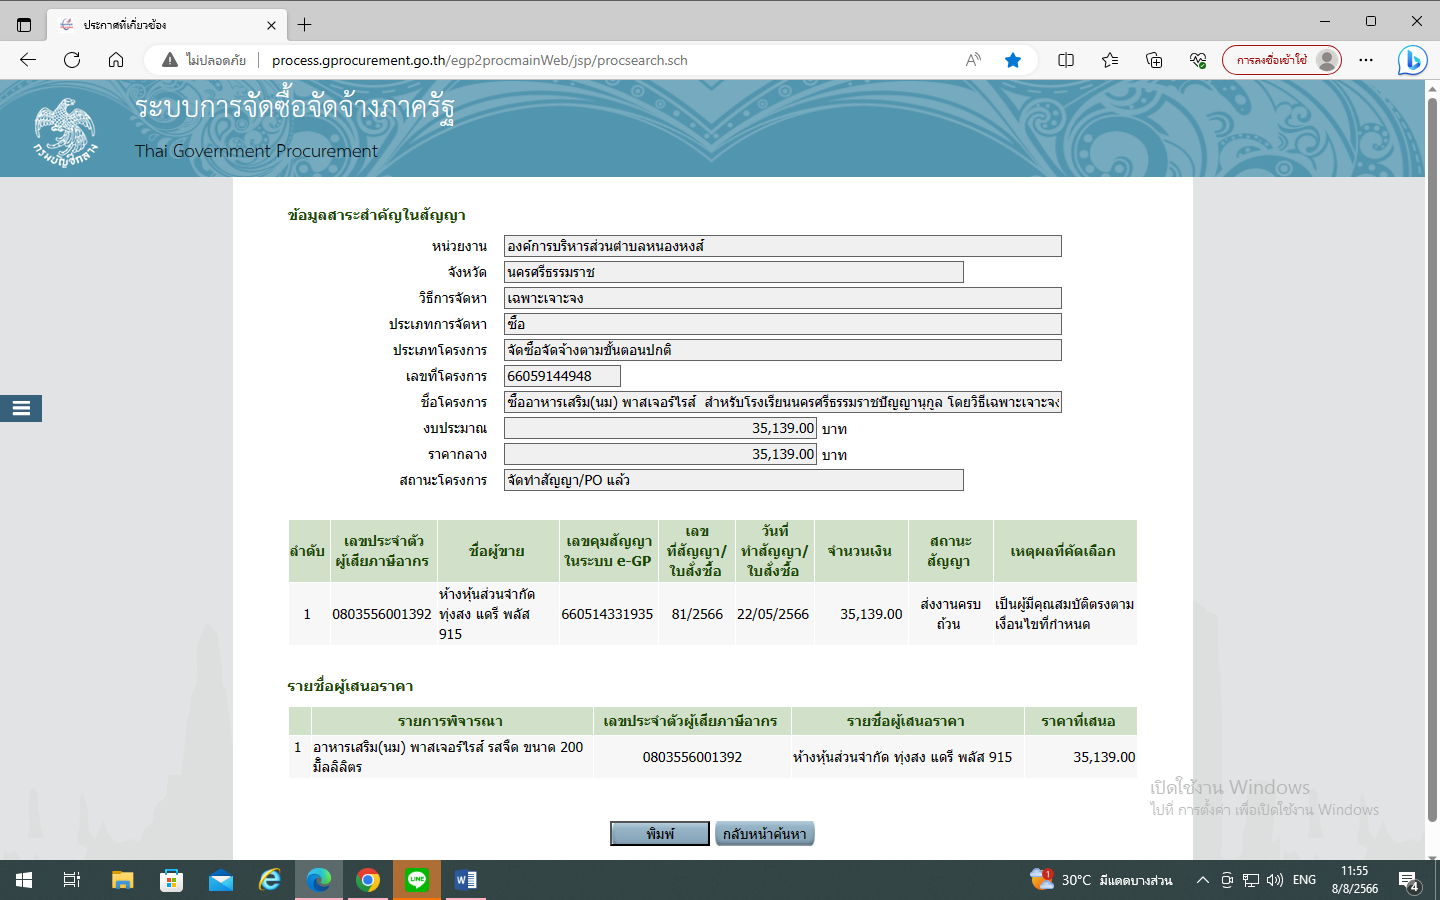 ประกาศที่เกี่ยวข้อง
ไม่ปลอดภัย process.gprocurement.go.th/egp2procmainWeb/jsp/procsearch.sch การลงชื่อเข้าใช้
ระบบการจัดซื้อจัดจ้างภาครัฐ
Thai Government Procurement
กรมบัญชีกลาง
ข้อมูลสาระสำคัญในสัญญา
หน่วยงาน องค์การบริหารส่วนตำบลหนองหงส์
จังหวัด นครศรีธรรมราช
วิธีการจัดหา เฉพาะเจาะจง
ประเภทการจัดหา ซื้อ
ประเภทโครงการ จัดซื้อจัดจ้างตามขั้นตอนปกติ
เลขที่โครงการ 66059144948
ชื่อโครงการ ซื้ออาหารเสริม(นม) พาสเจอร์ไรส์ สำหรับโรงเรียนนครศรีธรรมราชปัญญานุกูล โดยวิธีเฉพาะเจาะจง
งบประมาณ 35,139.00 บาท
ราคากลาง 35,139.00 บาท
สถานะโครงการ จัดทำสัญญา/PO แล้ว
ลำดับ เลขประจำตัวผู้เสียภาษีอากร ชื่อผู้ขาย เลขคุมสัญญาในระบบ e-GP เลขที่สัญญา/ใบสั่งซื้อ วันที่ทำสัญญา/ใบสั่งซื้อ จำนวนเงิน สถานะสัญญา เหตุผลที่คัดเลือก
1 0803556001392 ห้างหุ้นส่วนจำกัด ทุ่งสง แดรี่ พลัส 915 660514331935 81/2566 22/05/2566 35,139.00 ส่งงานครบถ้วน เป็นผู้มีคุณสมบัติตรงตามเงื่อนไขที่กำหนด
รายชื่อผู้เสนอราคา
รายการพิจารณา เลขประจำตัวผู้เสียภาษีอากร รายชื่อผู้เสนอราคา ราคาที่เสนอ
1 อาหารเสริม(นม) พาสเจอร์ไรส์ รสจืด ขนาด 200 มิลลิลิตร 0803556001392 ห้างหุ้นส่วนจำกัด ทุ่งสง แดรี่ พลัส 915 35,139.00
เปิดใช้งาน Windows
ไปที่ การตั้งค่า เพื่อเปิดใช้งาน Windows
พิมพ์ กลับหน้าค้นหา
LINE
1 30°C มีแดดบางส่วน ENG 11:55
8/8/2566 4